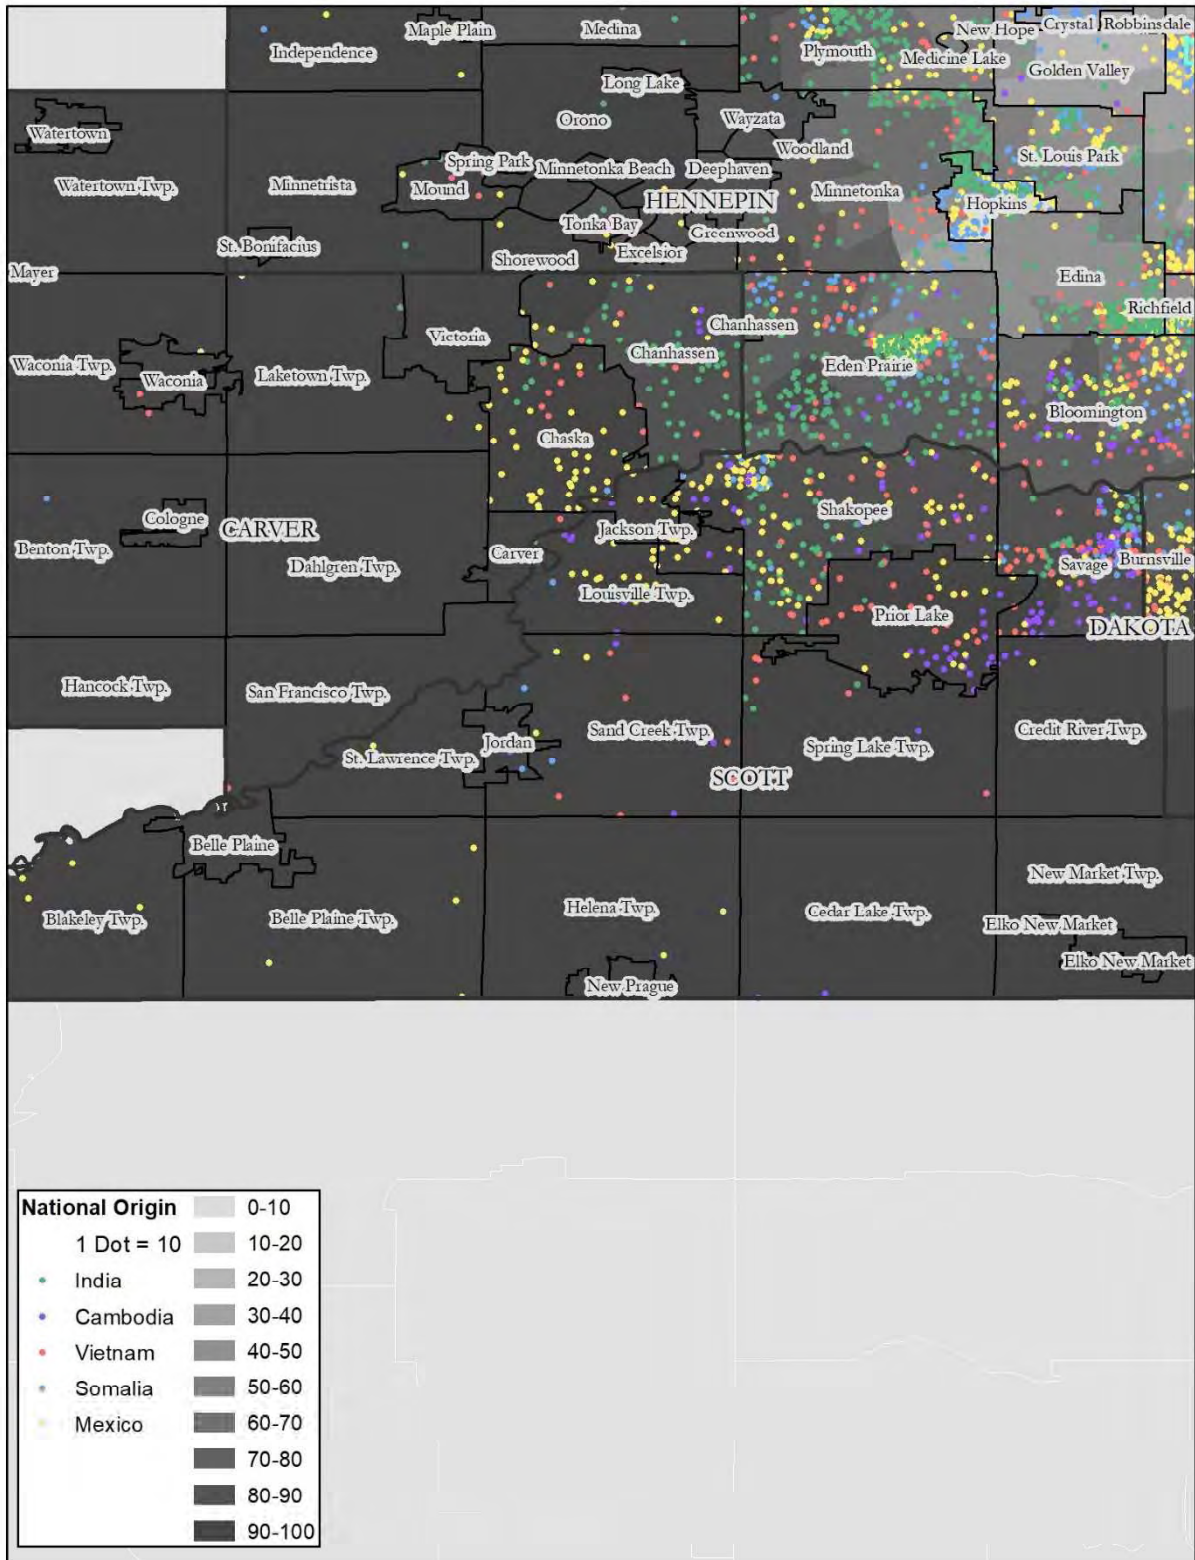 Maple Plain
Medina
New Hope
Crystal
Robbinsdale
Independence
Plymouth
Medicine Lake
Golden Valley
Long Lake
Watertown
Orono
Wayzata
Woodland
St. Louis Park
Watertown Twp.
Minnetrista
Spring Park
Mound
Minnetonka Beach
Deephaven
Minnetonka
HENNEPIN
Hopkins
Tonka Bay
Greenwood
St. Bonifacius
Shorewood
Excelsior
Mayer
Edina
Richfield
Victoria
Chanhassen
Chanhassen
Waconia Twp.
Waconia
Laketown Twp.
Eden Prairie
Bloomington
Chaska
Cologne
CARVER
Jackson Twp.
Shakopee
Benton Twp.
Dahlgren Twp.
Carver
Louisville Twp.
Savage
Burnsville
Prior Lake
DAKOTA
Hancock Twp.
San Francisco Twp.
Sand Creek Twp.
Credit River Twp.
Jordan
St. Lawrence Twp.
Spring Lake Twp.
SCOTT
Belle Plaine
New Market Twp.
Blakeley Twp.
Belle Plaine Twp.
Helena Twp.
Cedar Lake Twp.
Elko New Market
Elko New Market
New Prague
National Origin
0-10
1 Dot = 10
10-20
India
20-30
Cambodia
30-40
Vietnam
40-50
Somalia
50-60
Mexico
60-70
70-80
80-90
90-100